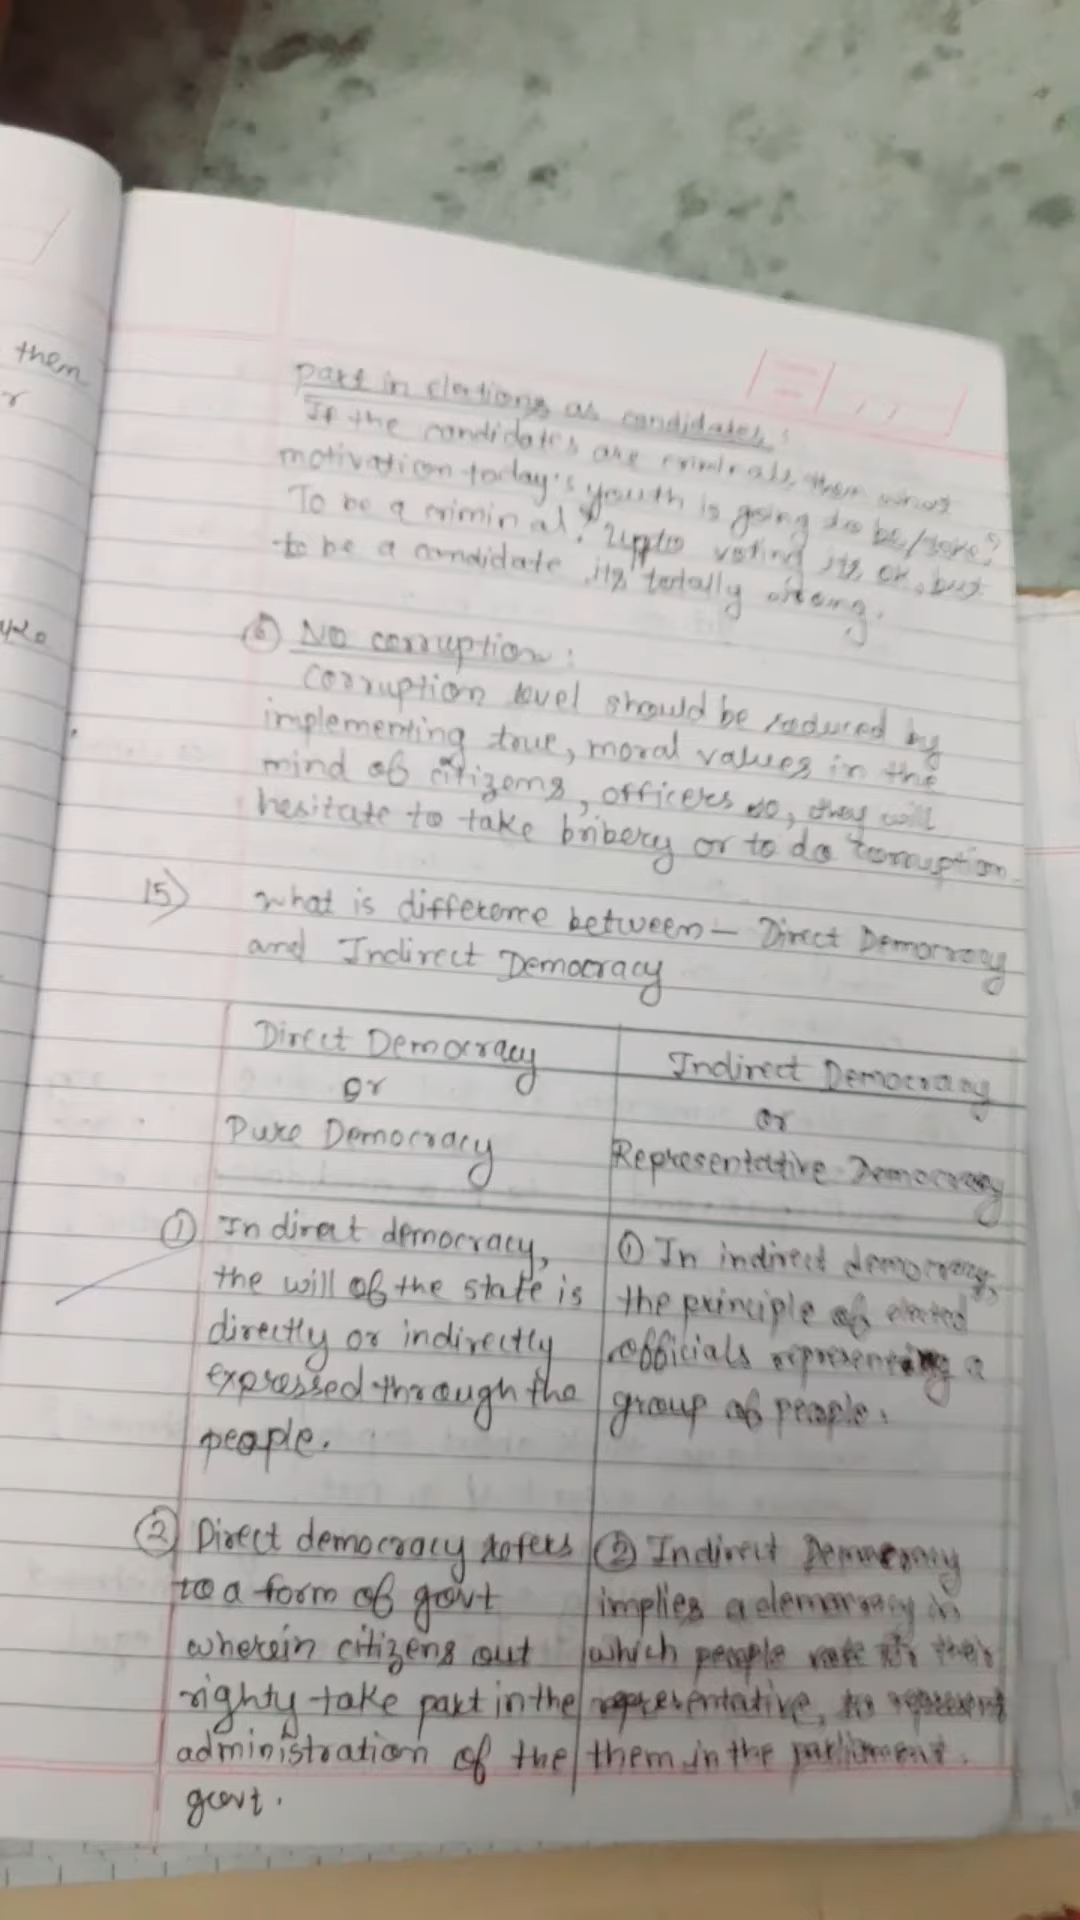 them
r
part in elections as candidates:
If the candidates are criminals, then what
motivation today's youth is going to be/take?
To be a criminal? Upto voting its ok, but
to be a candidate its totally wrong.
⑥ No corruption:
Corruption level should be reduced by
implementing true, moral values in the
mind of citizens, officers so, they will
hesitate to take bribery or to do corruption.
15) what is difference between - Direct Democracy
and Indirect Democracy
Direct Democracy
or
Pure Democracy
Indirect Democracy
or
Representative Democracy
① In direct democracy,
the will of the state is
directly or indirectly
expressed through the
people.
① In indirect democracy,
the principle of elected
officials representing a
group of people.
② Direct democracy refers
to a form of govt
wherein citizens out
righty take part in the
administration of the
govt.
② Indirect Democracy
implies a democracy in
which people vote for their
representative, to represent
them in the parliment.